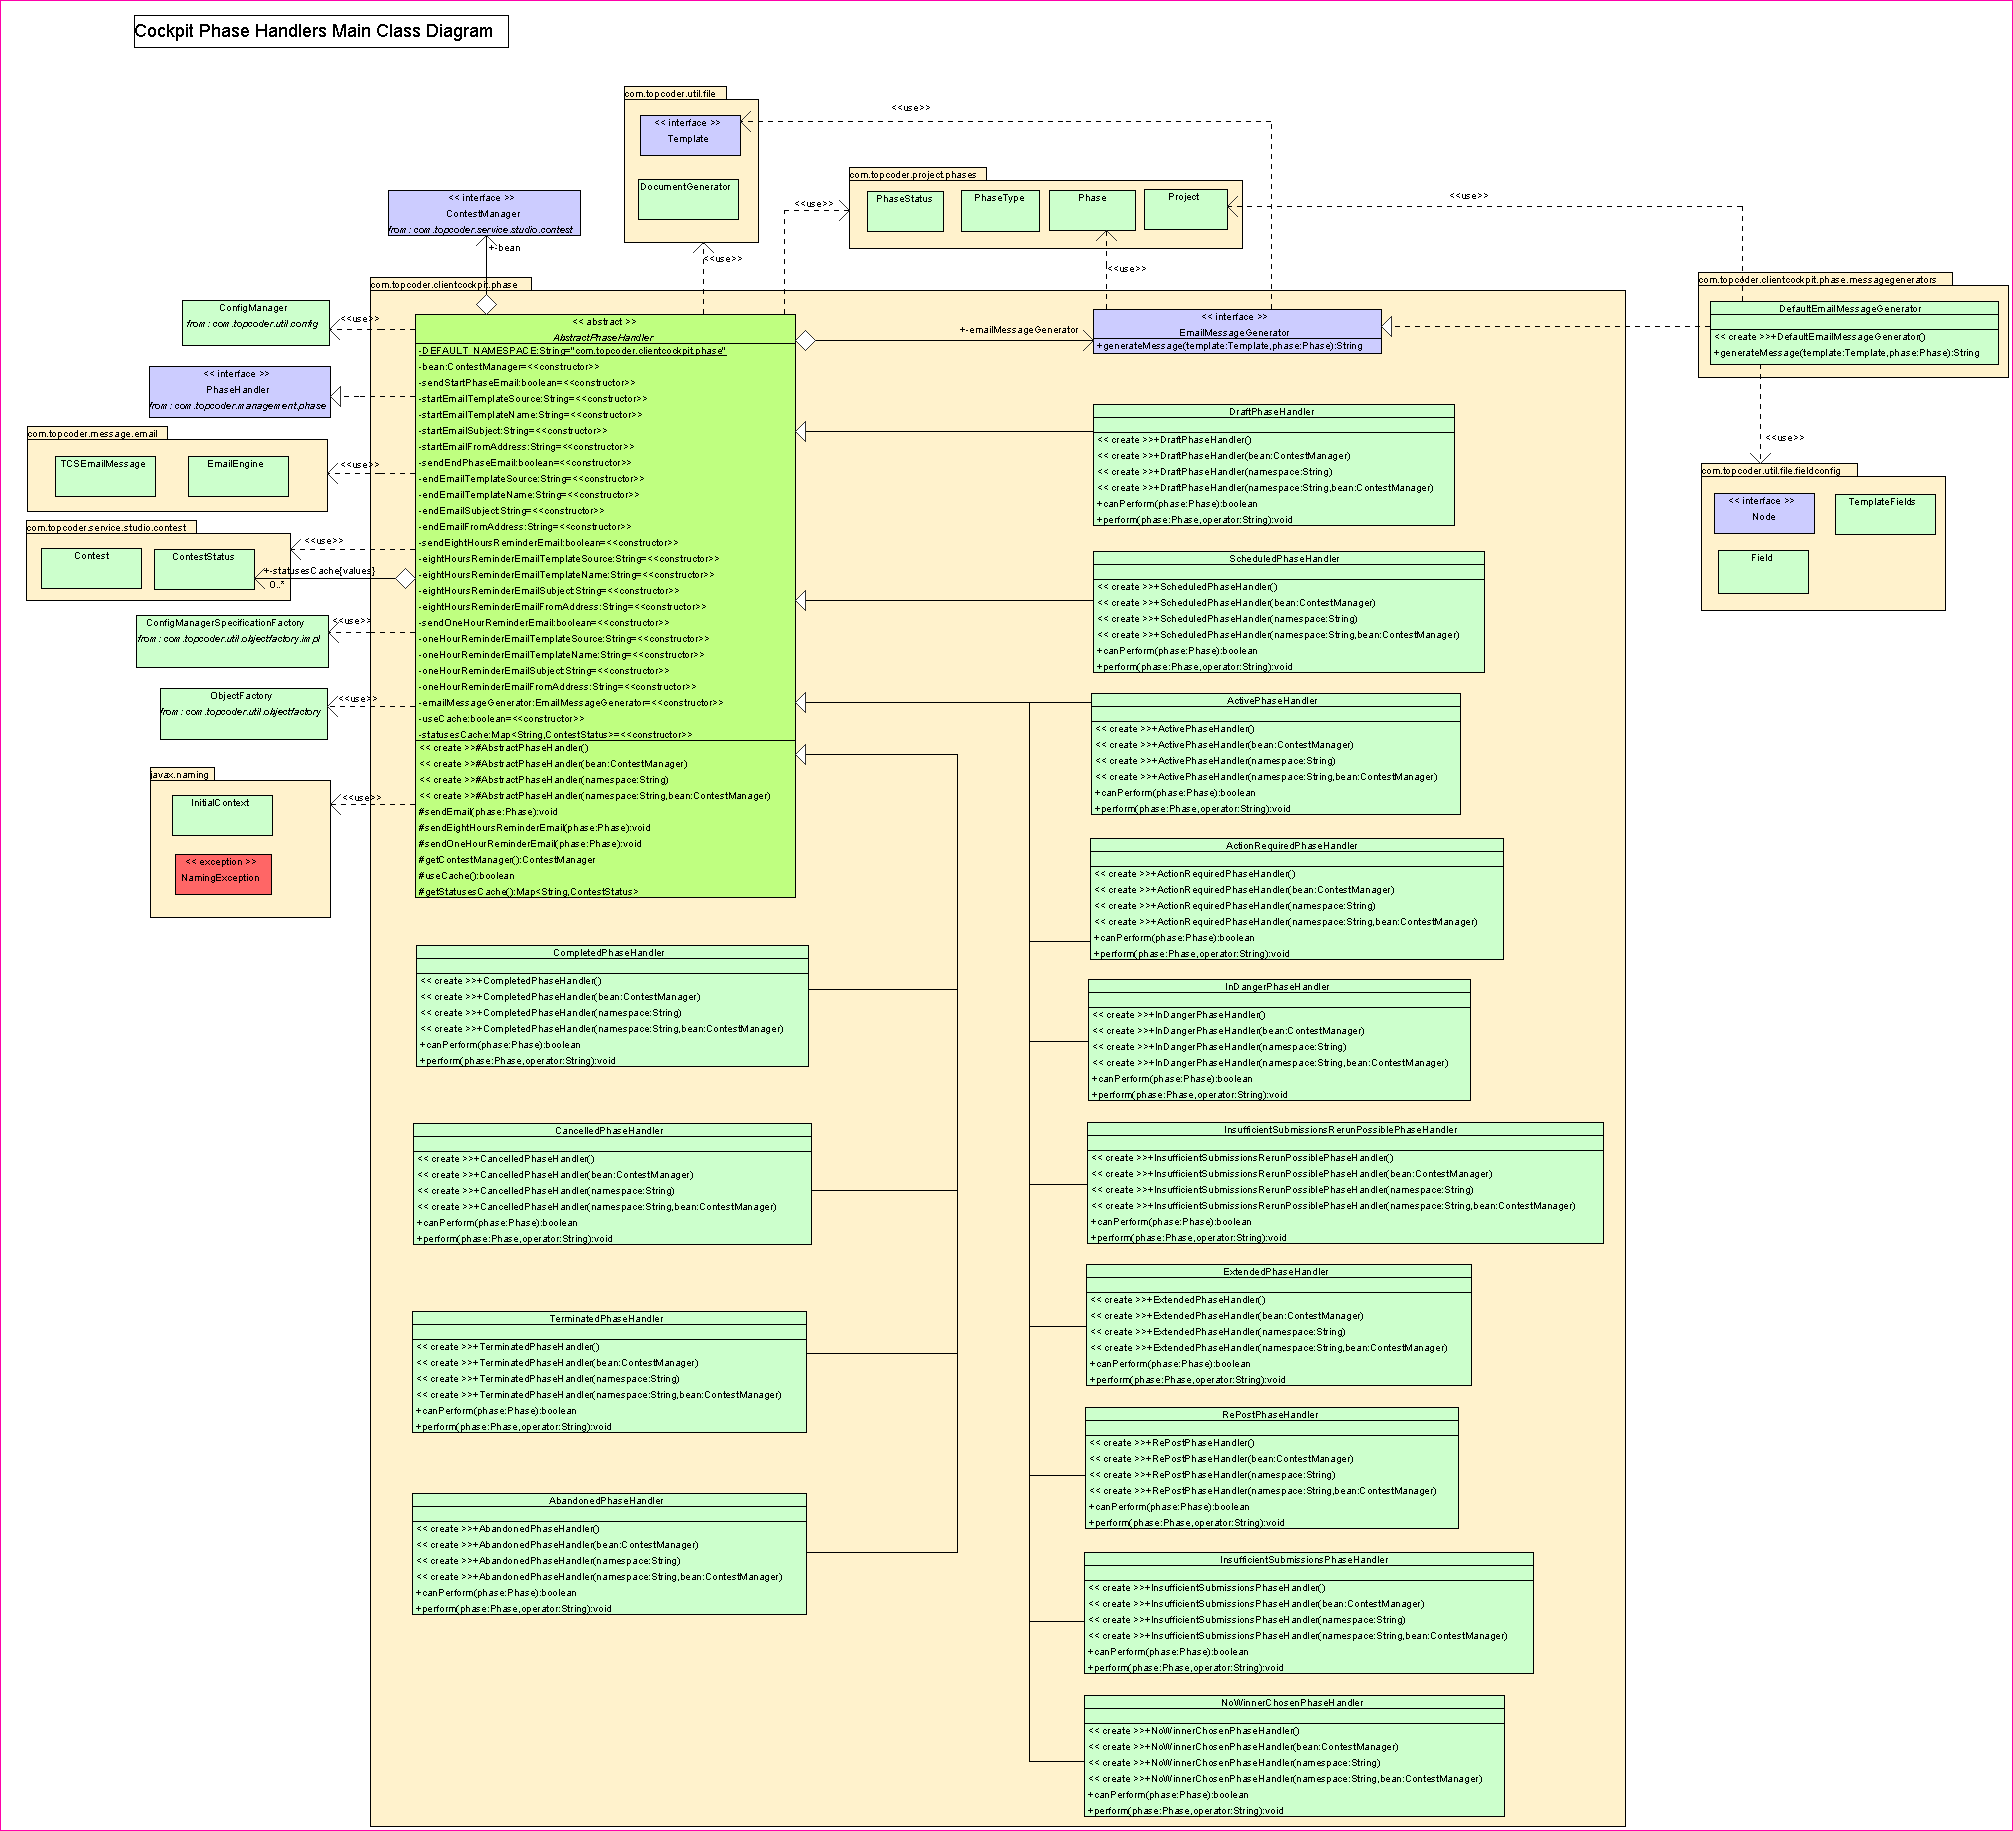 Cockpit Phase Handlers Main Class Diagram
com.topcoder.util.file
<< interface >>
Template
DocumentGenerator
<<use>>
com.topcoder.project.phases
PhaseStatus
PhaseType
Phase
Project
<<use>>
<<use>>
<<use>>
<<use>>
<< interface >>
ContestManager
from : com.topcoder.service.studio.contest
+-bean
com.topcoder.clientcockpit.phase
ConfigManager
from : com.topcoder.util.config
<<use>>
<< interface >>
PhaseHandler
from : com.topcoder.management.phase
com.topcoder.message.email
TCSEmailMessage
EmailEngine
<<use>>
com.topcoder.service.studio.contest
Contest
ContestStatus
<<use>>
+-statusesCache{values}
0..*
ConfigManagerSpecificationFactory
from : com.topcoder.util.objectfactory.impl
<<use>>
ObjectFactory
from : com.topcoder.util.objectfactory
<<use>>
javax.naming
InitialContext
<< exception >>
NamingException
<<use>>
<< abstract >>
AbstractPhaseHandler
-DEFAULT_NAMESPACE:String="com.topcoder.clientcockpit.phase"
-bean:ContestManager=<<constructor>>
-sendStartPhaseEmail:boolean=<<constructor>>
-startEmailTemplateSource:String=<<constructor>>
-startEmailTemplateName:String=<<constructor>>
-startEmailSubject:String=<<constructor>>
-startEmailFromAddress:String=<<constructor>>
-sendEndPhaseEmail:boolean=<<constructor>>
-endEmailTemplateSource:String=<<constructor>>
-endEmailTemplateName:String=<<constructor>>
-endEmailSubject:String=<<constructor>>
-endEmailFromAddress:String=<<constructor>>
-sendEightHoursReminderEmail:boolean=<<constructor>>
-eightHoursReminderEmailTemplateSource:String=<<constructor>>
-eightHoursReminderEmailTemplateName:String=<<constructor>>
-eightHoursReminderEmailSubject:String=<<constructor>>
-eightHoursReminderEmailFromAddress:String=<<constructor>>
-sendOneHourReminderEmail:boolean=<<constructor>>
-oneHourReminderEmailTemplateSource:String=<<constructor>>
-oneHourReminderEmailTemplateName:String=<<constructor>>
-oneHourReminderEmailSubject:String=<<constructor>>
-oneHourReminderEmailFromAddress:String=<<constructor>>
-emailMessageGenerator:EmailMessageGenerator=<<constructor>>
-useCache:boolean=<<constructor>>
-statusesCache:Map<String,ContestStatus>=<<constructor>>
<< create >>#AbstractPhaseHandler()
<< create >>#AbstractPhaseHandler(bean:ContestManager)
<< create >>#AbstractPhaseHandler(namespace:String)
<< create >>#AbstractPhaseHandler(namespace:String,bean:ContestManager)
#sendEmail(phase:Phase):void
#sendEightHoursReminderEmail(phase:Phase):void
#sendOneHourReminderEmail(phase:Phase):void
#getContestManager():ContestManager
#useCache():boolean
#getStatusesCache():Map<String,ContestStatus>
+-emailMessageGenerator
<< interface >>
EmailMessageGenerator
+generateMessage(template:Template,phase:Phase):String
com.topcoder.clientcockpit.phase.messagegenerators
DefaultEmailMessageGenerator
<< create >>+DefaultEmailMessageGenerator()
+generateMessage(template:Template,phase:Phase):String
<<use>>
com.topcoder.util.file.fieldconfig
<< interface >>
Node
TemplateFields
Field
DraftPhaseHandler
<< create >>+DraftPhaseHandler()
<< create >>+DraftPhaseHandler(bean:ContestManager)
<< create >>+DraftPhaseHandler(namespace:String)
<< create >>+DraftPhaseHandler(namespace:String,bean:ContestManager)
+canPerform(phase:Phase):boolean
+perform(phase:Phase,operator:String):void
ScheduledPhaseHandler
<< create >>+ScheduledPhaseHandler()
<< create >>+ScheduledPhaseHandler(bean:ContestManager)
<< create >>+ScheduledPhaseHandler(namespace:String)
<< create >>+ScheduledPhaseHandler(namespace:String,bean:ContestManager)
+canPerform(phase:Phase):boolean
+perform(phase:Phase,operator:String):void
ActivePhaseHandler
<< create >>+ActivePhaseHandler()
<< create >>+ActivePhaseHandler(bean:ContestManager)
<< create >>+ActivePhaseHandler(namespace:String)
<< create >>+ActivePhaseHandler(namespace:String,bean:ContestManager)
+canPerform(phase:Phase):boolean
+perform(phase:Phase,operator:String):void
ActionRequiredPhaseHandler
<< create >>+ActionRequiredPhaseHandler()
<< create >>+ActionRequiredPhaseHandler(bean:ContestManager)
<< create >>+ActionRequiredPhaseHandler(namespace:String)
<< create >>+ActionRequiredPhaseHandler(namespace:String,bean:ContestManager)
+canPerform(phase:Phase):boolean
+perform(phase:Phase,operator:String):void
InDangerPhaseHandler
<< create >>+InDangerPhaseHandler()
<< create >>+InDangerPhaseHandler(bean:ContestManager)
<< create >>+InDangerPhaseHandler(namespace:String)
<< create >>+InDangerPhaseHandler(namespace:String,bean:ContestManager)
+canPerform(phase:Phase):boolean
+perform(phase:Phase,operator:String):void
InsufficientSubmissionsRerunPossiblePhaseHandler
<< create >>+InsufficientSubmissionsRerunPossiblePhaseHandler()
<< create >>+InsufficientSubmissionsRerunPossiblePhaseHandler(bean:ContestManager)
<< create >>+InsufficientSubmissionsRerunPossiblePhaseHandler(namespace:String)
<< create >>+InsufficientSubmissionsRerunPossiblePhaseHandler(namespace:String,bean:ContestManager)
+canPerform(phase:Phase):boolean
+perform(phase:Phase,operator:String):void
ExtendedPhaseHandler
<< create >>+ExtendedPhaseHandler()
<< create >>+ExtendedPhaseHandler(bean:ContestManager)
<< create >>+ExtendedPhaseHandler(namespace:String)
<< create >>+ExtendedPhaseHandler(namespace:String,bean:ContestManager)
+canPerform(phase:Phase):boolean
+perform(phase:Phase,operator:String):void
RePostPhaseHandler
<< create >>+RePostPhaseHandler()
<< create >>+RePostPhaseHandler(bean:ContestManager)
<< create >>+RePostPhaseHandler(namespace:String)
<< create >>+RePostPhaseHandler(namespace:String,bean:ContestManager)
+canPerform(phase:Phase):boolean
+perform(phase:Phase,operator:String):void
InsufficientSubmissionsPhaseHandler
<< create >>+InsufficientSubmissionsPhaseHandler()
<< create >>+InsufficientSubmissionsPhaseHandler(bean:ContestManager)
<< create >>+InsufficientSubmissionsPhaseHandler(namespace:String)
<< create >>+InsufficientSubmissionsPhaseHandler(namespace:String,bean:ContestManager)
+canPerform(phase:Phase):boolean
+perform(phase:Phase,operator:String):void
NoWinnerChosenPhaseHandler
<< create >>+NoWinnerChosenPhaseHandler()
<< create >>+NoWinnerChosenPhaseHandler(bean:ContestManager)
<< create >>+NoWinnerChosenPhaseHandler(namespace:String)
<< create >>+NoWinnerChosenPhaseHandler(namespace:String,bean:ContestManager)
+canPerform(phase:Phase):boolean
+perform(phase:Phase,operator:String):void
CompletedPhaseHandler
<< create >>+CompletedPhaseHandler()
<< create >>+CompletedPhaseHandler(bean:ContestManager)
<< create >>+CompletedPhaseHandler(namespace:String)
<< create >>+CompletedPhaseHandler(namespace:String,bean:ContestManager)
+canPerform(phase:Phase):boolean
+perform(phase:Phase,operator:String):void
CancelledPhaseHandler
<< create >>+CancelledPhaseHandler()
<< create >>+CancelledPhaseHandler(bean:ContestManager)
<< create >>+CancelledPhaseHandler(namespace:String)
<< create >>+CancelledPhaseHandler(namespace:String,bean:ContestManager)
+canPerform(phase:Phase):boolean
+perform(phase:Phase,operator:String):void
TerminatedPhaseHandler
<< create >>+TerminatedPhaseHandler()
<< create >>+TerminatedPhaseHandler(bean:ContestManager)
<< create >>+TerminatedPhaseHandler(namespace:String)
<< create >>+TerminatedPhaseHandler(namespace:String,bean:ContestManager)
+canPerform(phase:Phase):boolean
+perform(phase:Phase,operator:String):void
AbandonedPhaseHandler
<< create >>+AbandonedPhaseHandler()
<< create >>+AbandonedPhaseHandler(bean:ContestManager)
<< create >>+AbandonedPhaseHandler(namespace:String)
<< create >>+AbandonedPhaseHandler(namespace:String,bean:ContestManager)
+canPerform(phase:Phase):boolean
+perform(phase:Phase,operator:String):void